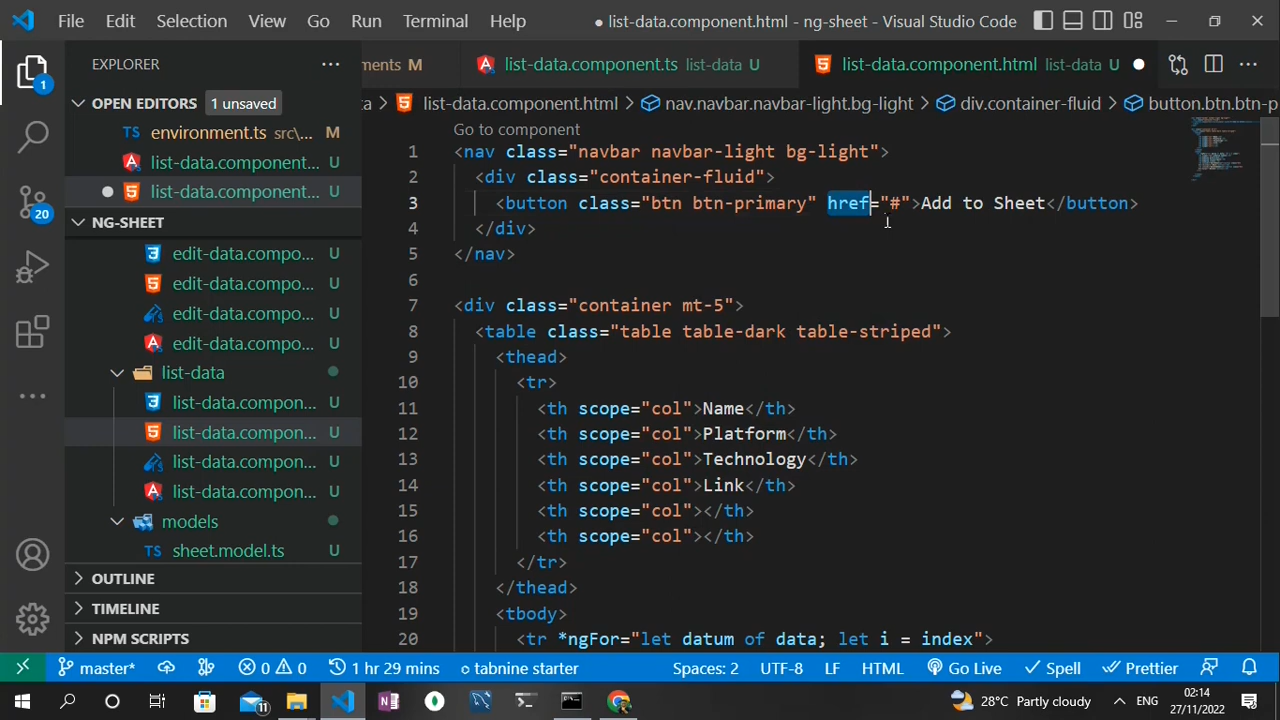 File Edit Selection View Go Run Terminal Help ● list-data.component.html - ng-sheet - Visual Studio Code
EXPLORER ···
ments M list-data.component.ts list-data U list-data.component.html list-data U ● ···
OPEN EDITORS 1 unsaved
a > list-data.component.html > nav.navbar.navbar-light.bg-light > div.container-fluid > button.btn.btn-p
TS environment.ts src\... M
list-data.component... U
list-data.component... U
NG-SHEET
edit-data.compo... U
edit-data.compo... U
edit-data.compo... U
edit-data.compo... U
list-data
list-data.compon... U
list-data.compon... U
list-data.compon... U
list-data.compon... U
models
TS sheet.model.ts U
OUTLINE
TIMELINE
NPM SCRIPTS
1
20
Go to component
1 <nav class="navbar navbar-light bg-light">
2 <div class="container-fluid">
3 <button class="btn btn-primary" href="#">Add to Sheet</button>
4 </div>
5 </nav>
6
7 <div class="container mt-5">
8 <table class="table table-dark table-striped">
9 <thead>
10 <tr>
11 <th scope="col">Name</th>
12 <th scope="col">Platform</th>
13 <th scope="col">Technology</th>
14 <th scope="col">Link</th>
15 <th scope="col"></th>
16 <th scope="col"></th>
17 </tr>
18 </thead>
19 <tbody>
20 <tr *ngFor="let datum of data; let i = index">
master* 0 0 1 hr 29 mins tabnine starter Spaces: 2 UTF-8 LF HTML Go Live Spell Prettier
11 28°C Partly cloudy ENG 02:14
27/11/2022